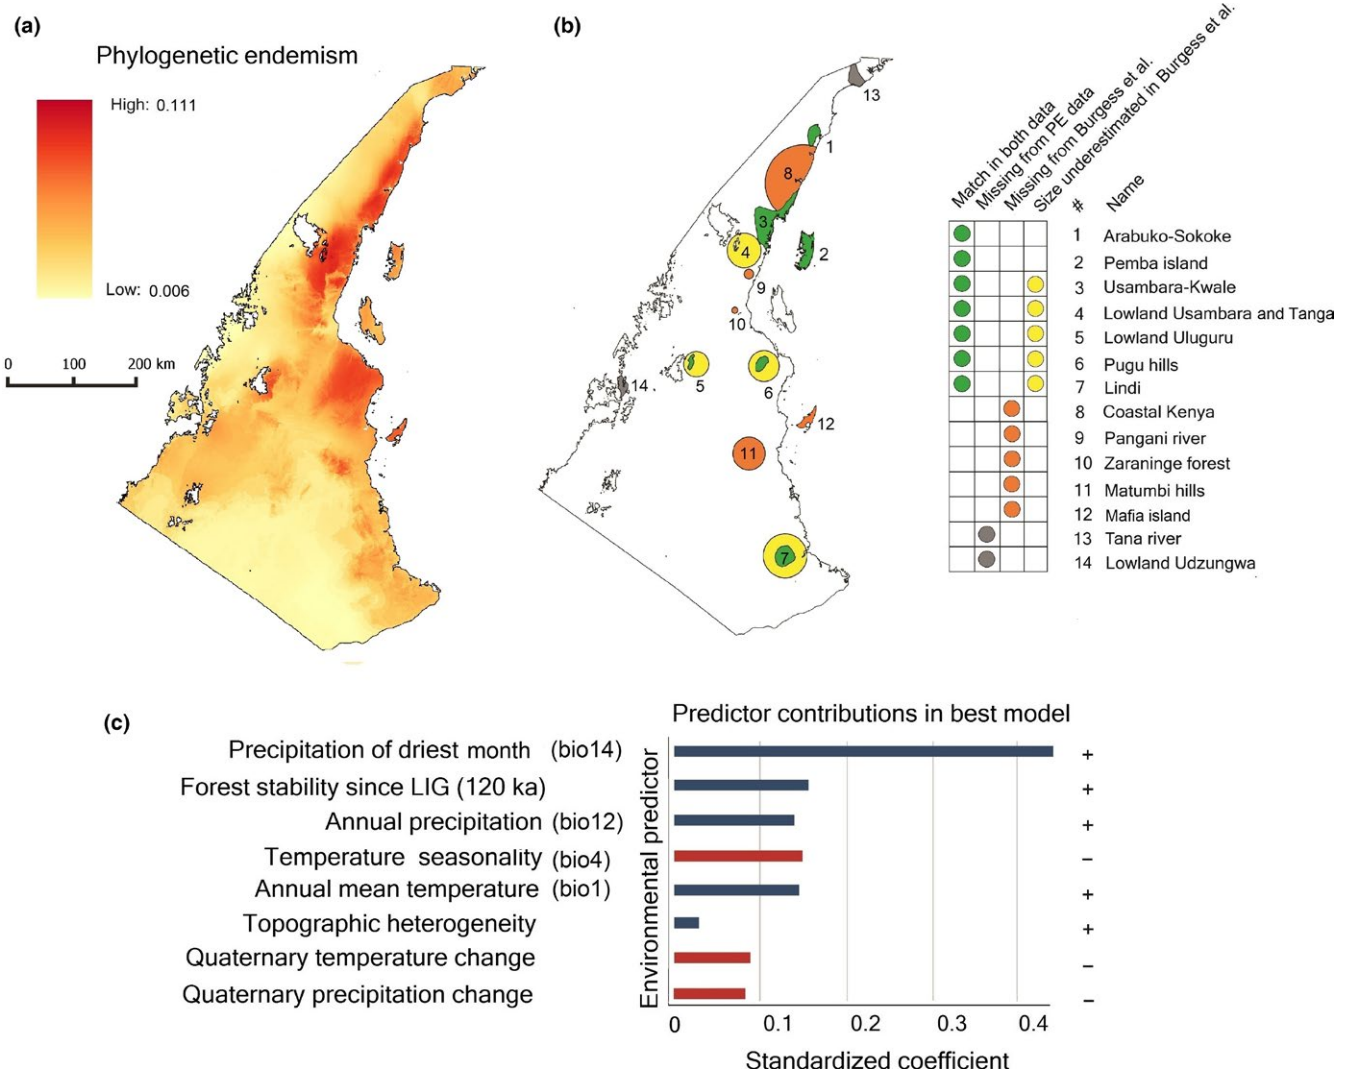 (a)
Phylogenetic endemism
High: 0.111
Low: 0.006
0 100 200 km
(b)
13
1
8
3
4
2
9
10
5
6
14
12
11
7
Match in both data
Missing from PE data
Missing from Burgess et al.
Size underestimated in Burgess et al.
# Name
1 Arabuko-Sokoke
2 Pemba island
3 Usambara-Kwale
4 Lowland Usambara and Tanga
5 Lowland Uluguru
6 Pugu hills
7 Lindi
8 Coastal Kenya
9 Pangani river
10 Zaraninge forest
11 Matumbi hills
12 Mafia island
13 Tana river
14 Lowland Udzungwa
(c)
Predictor contributions in best model
Environmental predictor
Precipitation of driest month (bio14) +
Forest stability since LIG (120 ka) +
Annual precipitation (bio12) +
Temperature seasonality (bio4) –
Annual mean temperature (bio1) +
Topographic heterogeneity +
Quaternary temperature change –
Quaternary precipitation change –
0 0.1 0.2 0.3 0.4
Standardized coefficient